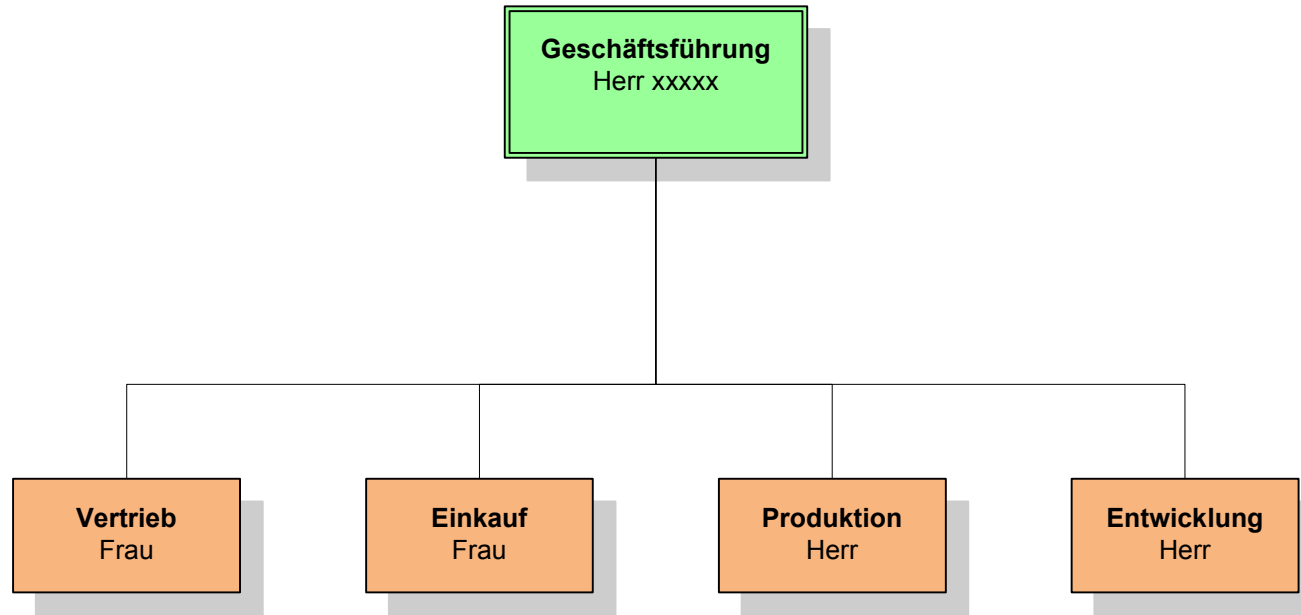 Geschäftsführung
Herr xxxxx
Vertrieb
Frau
Einkauf
Frau
Produktion
Herr
Entwicklung
Herr